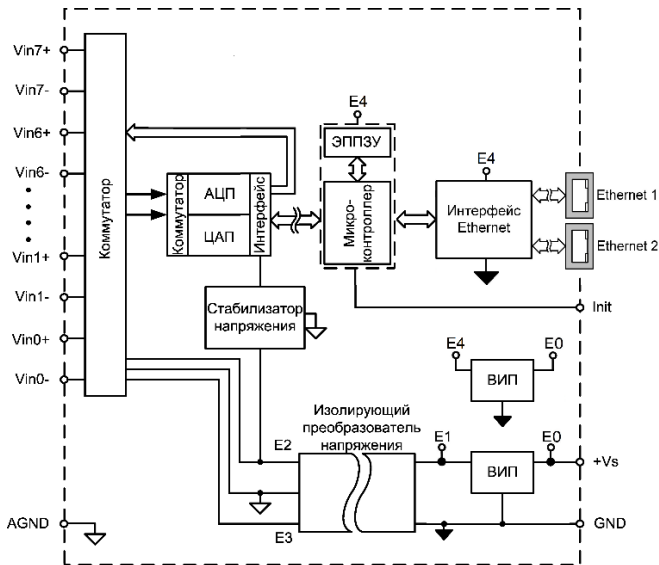 Vin7+
Vin7-
Vin6+
Vin6-
Vin1+
Vin1-
Vin0+
Vin0-
AGND
Коммутатор
Коммутатор
АЦП
ЦАП
Интерфейс
Стабилизатор
напряжения
E4
ЭППЗУ
Микро-
контроллер
E4
Интерфейс
Ethernet
Ethernet 1
Ethernet 2
Init
E4
E0
ВИП
Изолирующий
преобразователь
напряжения
E2
E3
E1
E0
ВИП
+Vs
GND